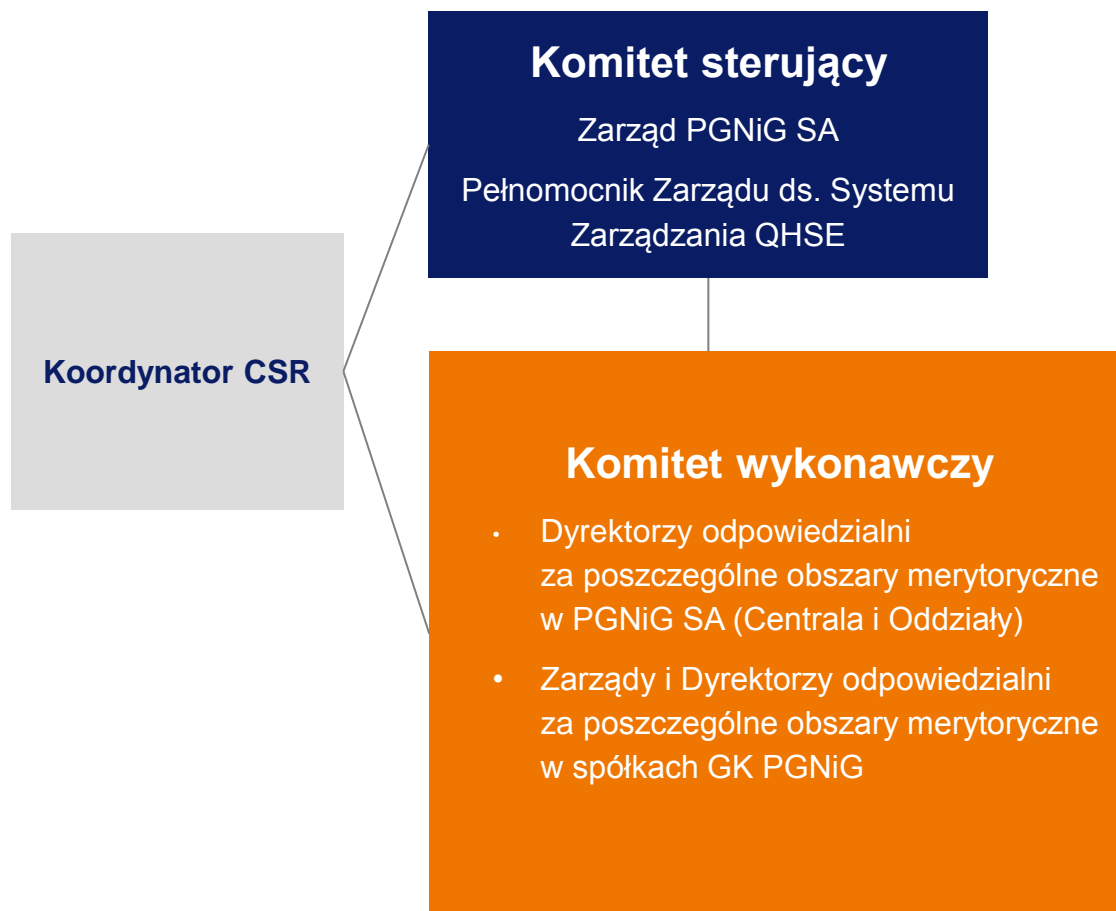 Komitet sterujący
Zarząd PGNiG SA
Pełnomocnik Zarządu ds. Systemu
Zarządzania QHSE
Koordynator CSR
Komitet wykonawczy
• Dyrektorzy odpowiedzialni
za poszczególne obszary merytoryczne
w PGNiG SA (Centrala i Oddziały)
• Zarządy i Dyrektorzy odpowiedzialni
za poszczególne obszary merytoryczne
w spółkach GK PGNiG